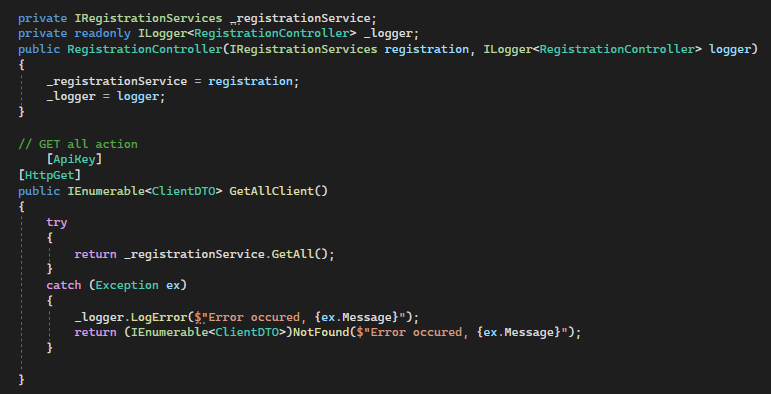 private IRegistrationServices _registrationService;
private readonly ILogger<RegistrationController> _logger;
public RegistrationController(IRegistrationServices registration, ILogger<RegistrationController> logger)
{
    _registrationService = registration;
    _logger = logger;
}

// GET all action
    [ApiKey]
[HttpGet]
public IEnumerable<ClientDTO> GetAllClient()
{
    try
    {
        return _registrationService.GetAll();
    }
    catch (Exception ex)
    {
        _logger.LogError($"Error occured, {ex.Message}");
        return (IEnumerable<ClientDTO>)NotFound($"Error occured, {ex.Message}");
    }

}